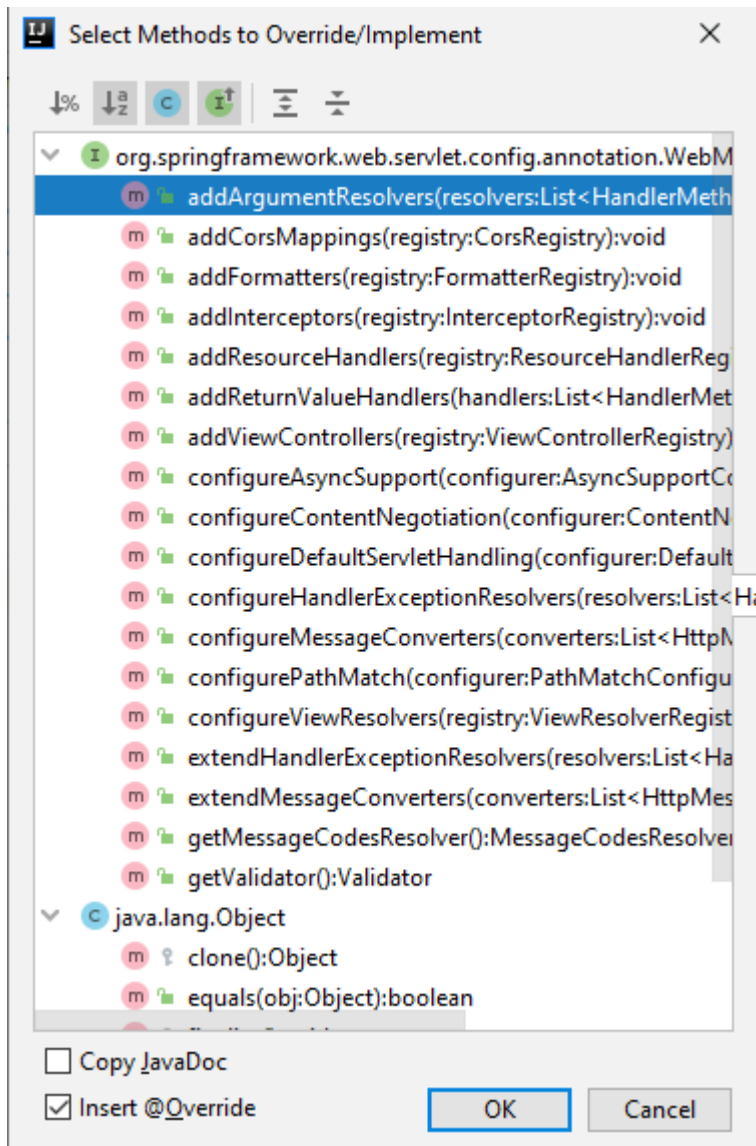 Select Methods to Override/Implement
org.springframework.web.servlet.config.annotation.WebM
addArgumentResolvers(resolvers:List<HandlerMeth
addCorsMappings(registry:CorsRegistry):void
addFormatters(registry:FormatterRegistry):void
addInterceptors(registry:InterceptorRegistry):void
addResourceHandlers(registry:ResourceHandlerReg
addReturnValueHandlers(handlers:List<HandlerMet
addViewControllers(registry:ViewControllerRegistry)
configureAsyncSupport(configurer:AsyncSupportCo
configureContentNegotiation(configurer:ContentN
configureDefaultServletHandling(configurer:Default
configureHandlerExceptionResolvers(resolvers:List<Ha
configureMessageConverters(converters:List<HttpM
configurePathMatch(configurer:PathMatchConfigu
configureViewResolvers(registry:ViewResolverRegist
extendHandlerExceptionResolvers(resolvers:List<Ha
extendMessageConverters(converters:List<HttpMes
getMessageCodesResolver():MessageCodesResolver
getValidator():Validator
java.lang.Object
clone():Object
equals(obj:Object):boolean
Copy JavaDoc
Insert @Override
OK
Cancel